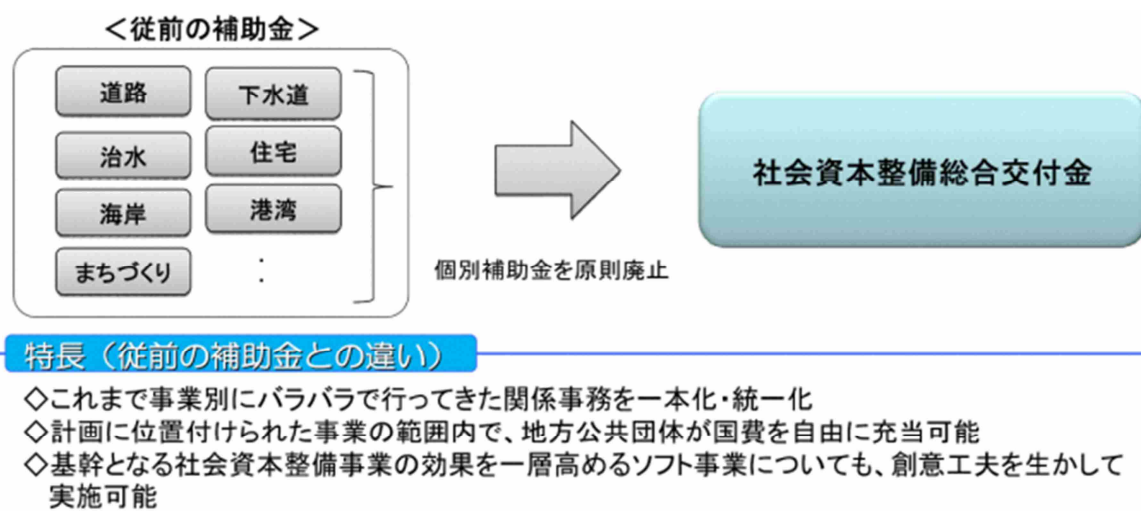 ＜従前の補助金＞
道路
下水道
治水
住宅
海岸
港湾
まちづくり
：
個別補助金を原則廃止
社会資本整備総合交付金
特長（従前の補助金との違い）
◇これまで事業別にバラバラで行ってきた関係事務を一本化・統一化
◇計画に位置付けられた事業の範囲内で、地方公共団体が国費を自由に充当可能
◇基幹となる社会資本整備事業の効果を一層高めるソフト事業についても、創意工夫を生かして
実施可能